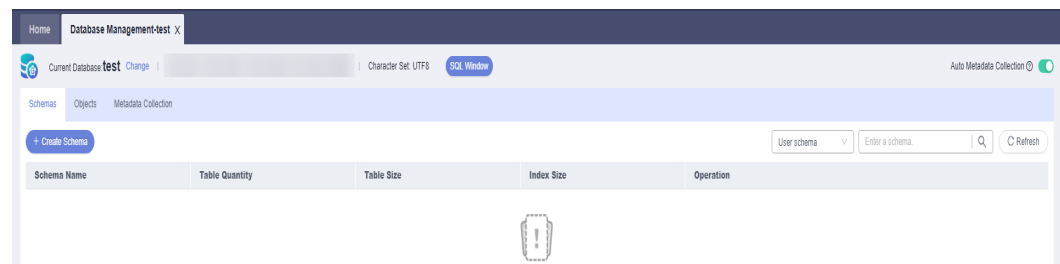 Home Database Management-test X
Current Database:test Change | | Character Set: UTF8 SQL Window Auto Metadata Collection ?
Schemas Objects Metadata Collection
+ Create Schema User schema Enter a schema. Refresh
Schema Name Table Quantity Table Size Index Size Operation